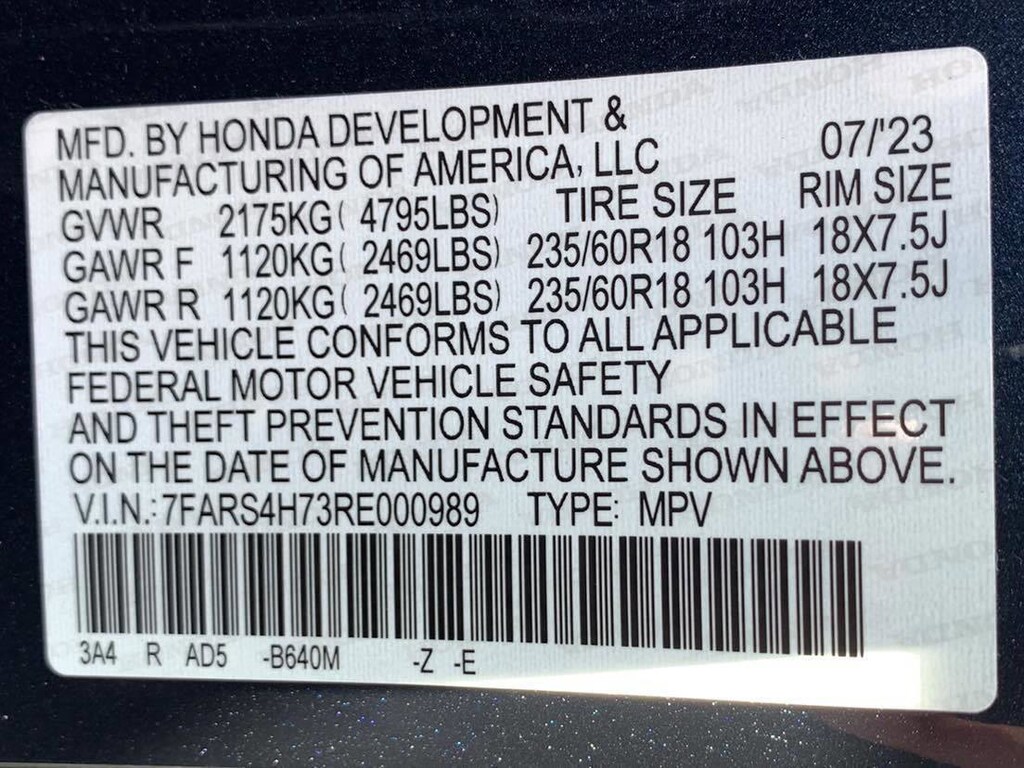 MFD. BY HONDA DEVELOPMENT &
MANUFACTURING OF AMERICA, LLC 07/'23
GVWR 2175KG( 4795LBS) TIRE SIZE RIM SIZE
GAWR F 1120KG( 2469LBS) 235/60R18 103H 18X7.5J
GAWR R 1120KG( 2469LBS) 235/60R18 103H 18X7.5J
THIS VEHICLE CONFORMS TO ALL APPLICABLE
FEDERAL MOTOR VEHICLE SAFETY
AND THEFT PREVENTION STANDARDS IN EFFECT
ON THE DATE OF MANUFACTURE SHOWN ABOVE.
V.I.N.:7FARS4H73RE000989 TYPE: MPV
3A4 R AD5 -B640M -Z -E